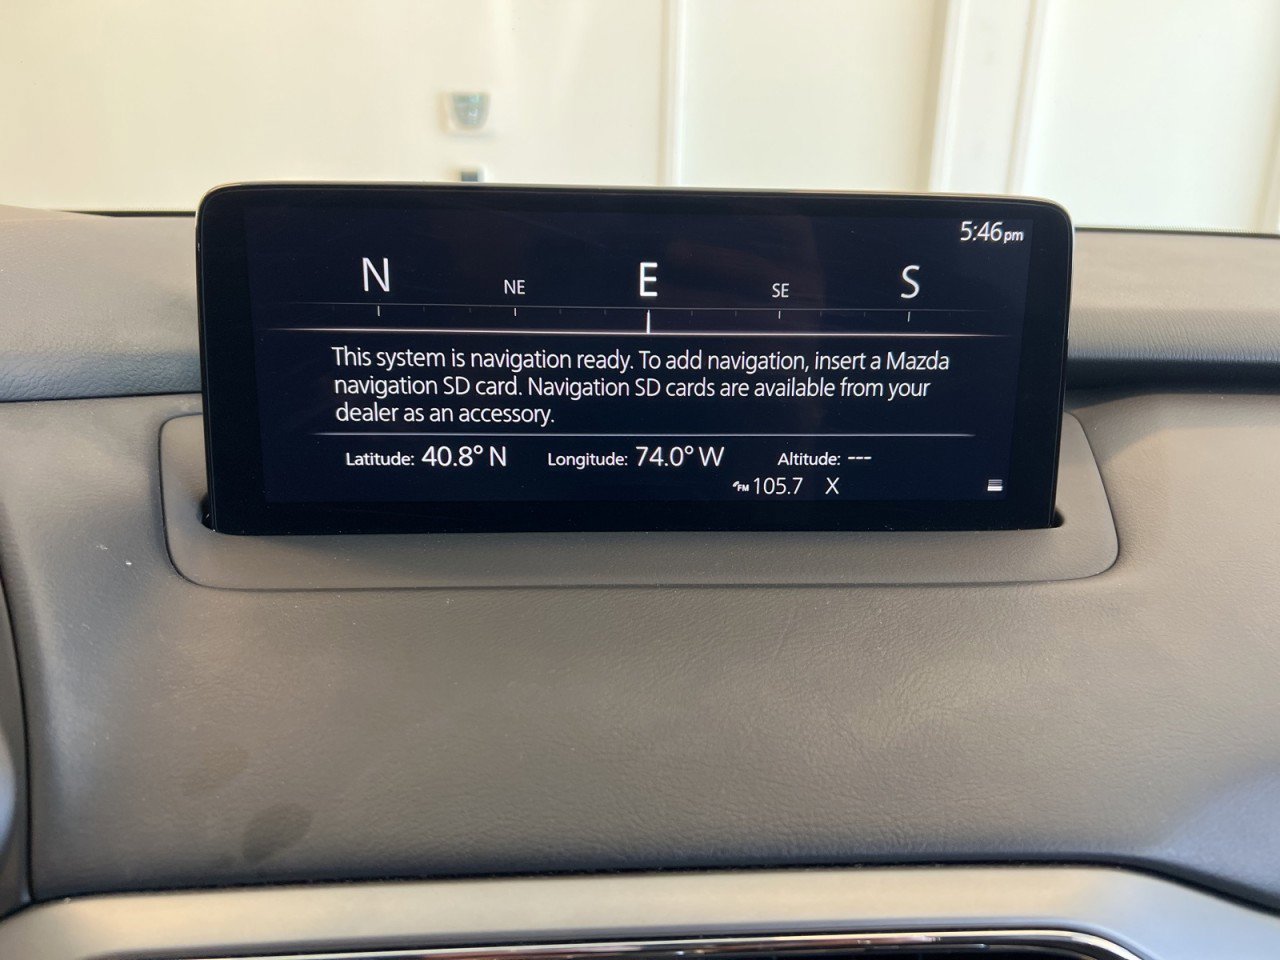 5:46pm
N NE E SE S
This system is navigation ready. To add navigation, insert a Mazda
navigation SD card. Navigation SD cards are available from your
dealer as an accessory.
Latitude: 40.8° N Longitude: 74.0° W Altitude: ---
FM 105.7 X